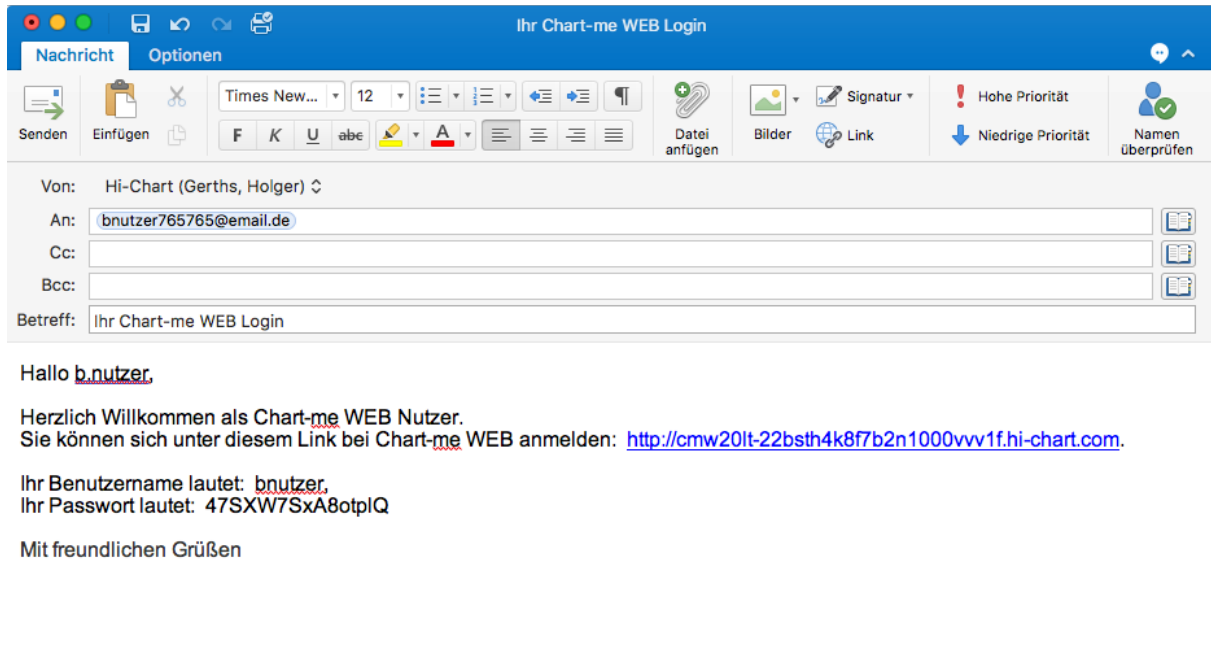 Ihr Chart-me WEB Login
Nachricht Optionen
Times New... 12
Senden Einfügen F K U abc A Datei anfügen Bilder Signatur Link Hohe Priorität Niedrige Priorität Namen überprüfen
Von: Hi-Chart (Gerths, Holger)
An: bnutzer765765@email.de
Cc:
Bcc:
Betreff: Ihr Chart-me WEB Login
Hallo b.nutzer,
Herzlich Willkommen als Chart-me WEB Nutzer.
Sie können sich unter diesem Link bei Chart-me WEB anmelden: http://cmw20lt-22bsth4k8f7b2n1000vvv1f.hi-chart.com.
Ihr Benutzername lautet: bnutzer,
Ihr Passwort lautet: 47SXW7SxA8otplQ
Mit freundlichen Grüßen